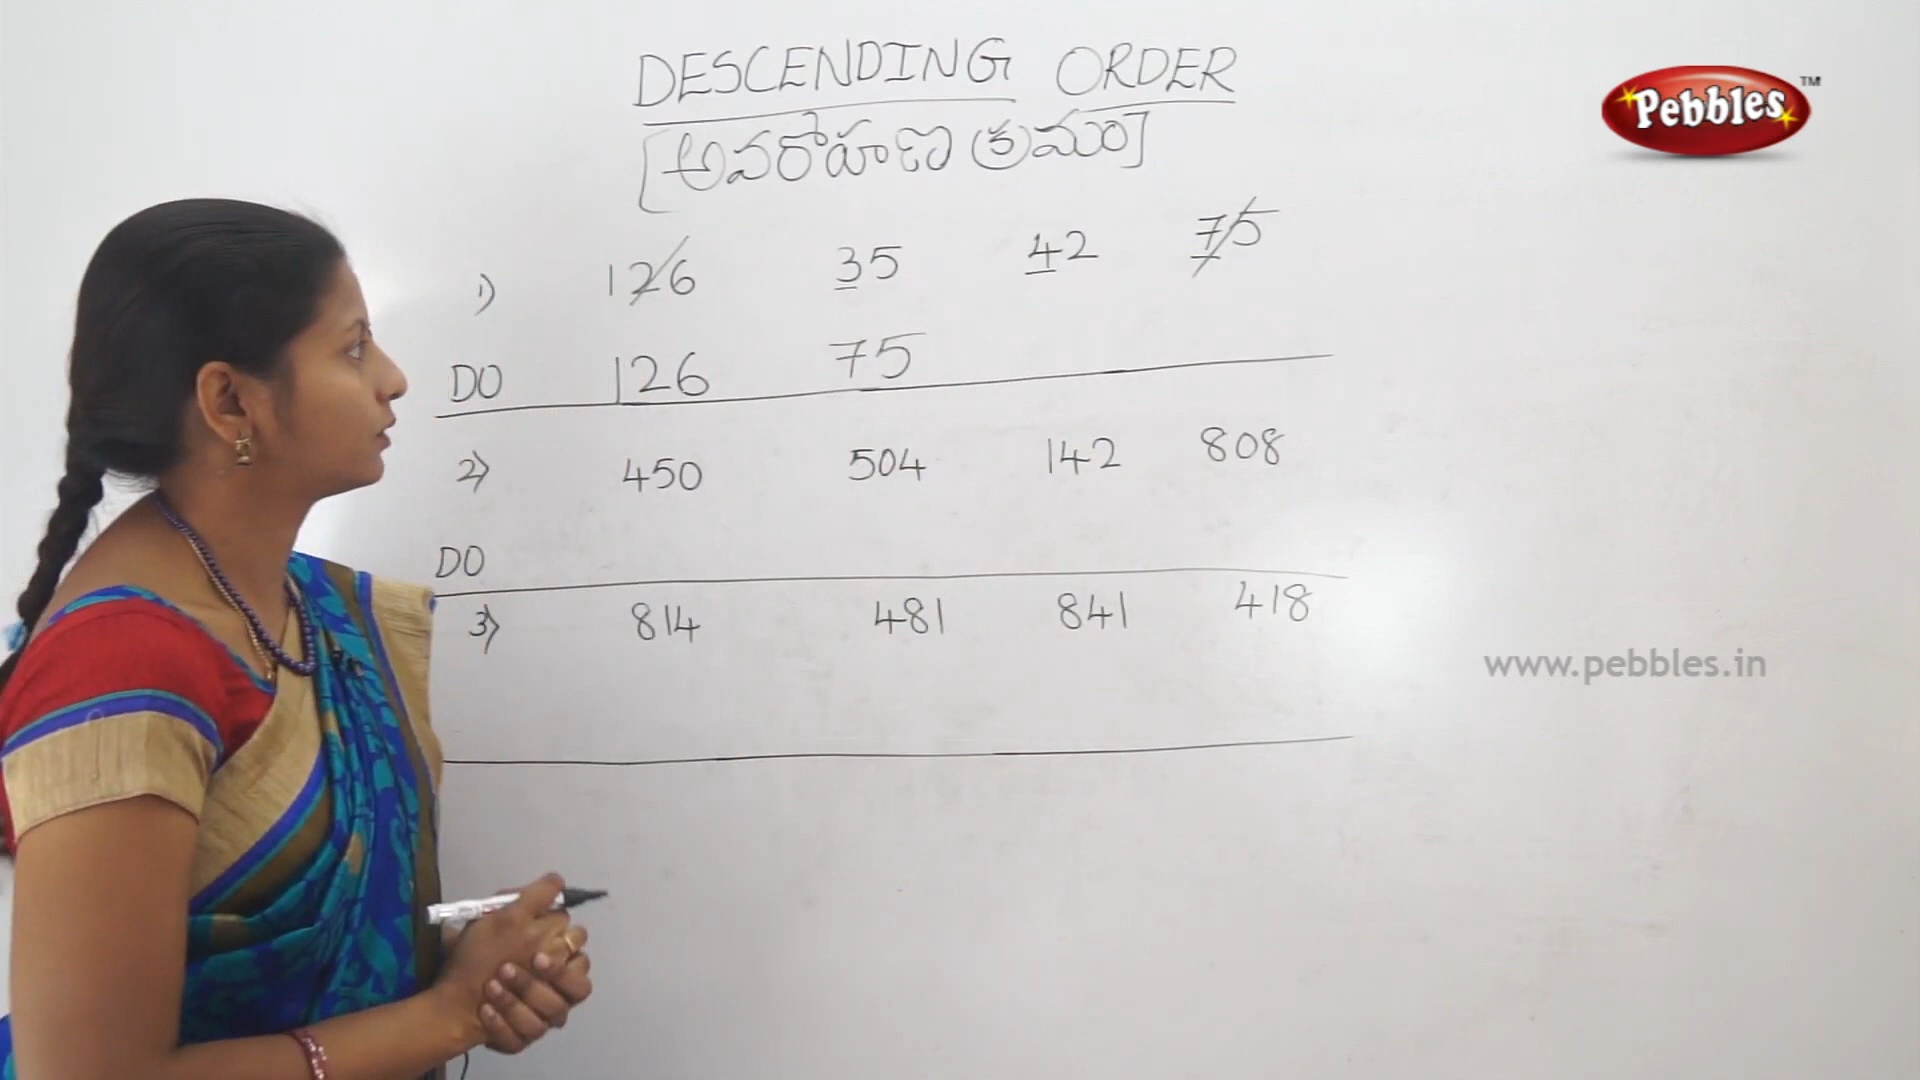 DESCENDING ORDER
[అవరోహణ క్రమం]
Pebbles TM
1) 126 35 42 75
DO 126 75
2) 450 504 142 808
DO
3) 814 481 841 418
www.pebbles.in